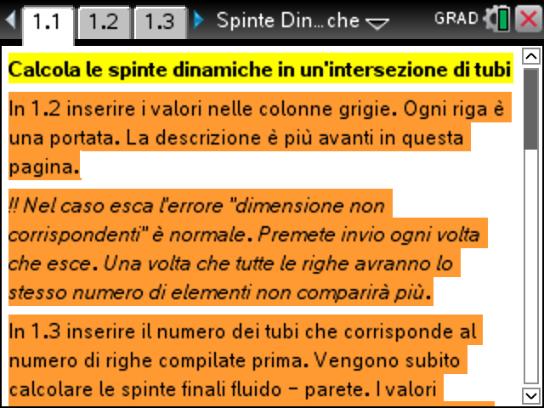 1.1 1.2 1.3 Spinte Din…che GRAD
Calcola le spinte dinamiche in un'intersezione di tubi
In 1.2 inserire i valori nelle colonne grigie. Ogni riga è
una portata. La descrizione è più avanti in questa
pagina.
!! Nel caso esca l'errore "dimensione non
corrispondenti" è normale. Premete invio ogni volta
che esce. Una volta che tutte le righe avranno lo
stesso numero di elementi non comparirà più.
In 1.3 inserire il numero dei tubi che corrisponde al
numero di righe compilate prima. Vengono subito
calcolare le spinte finali fluido - parete. I valori